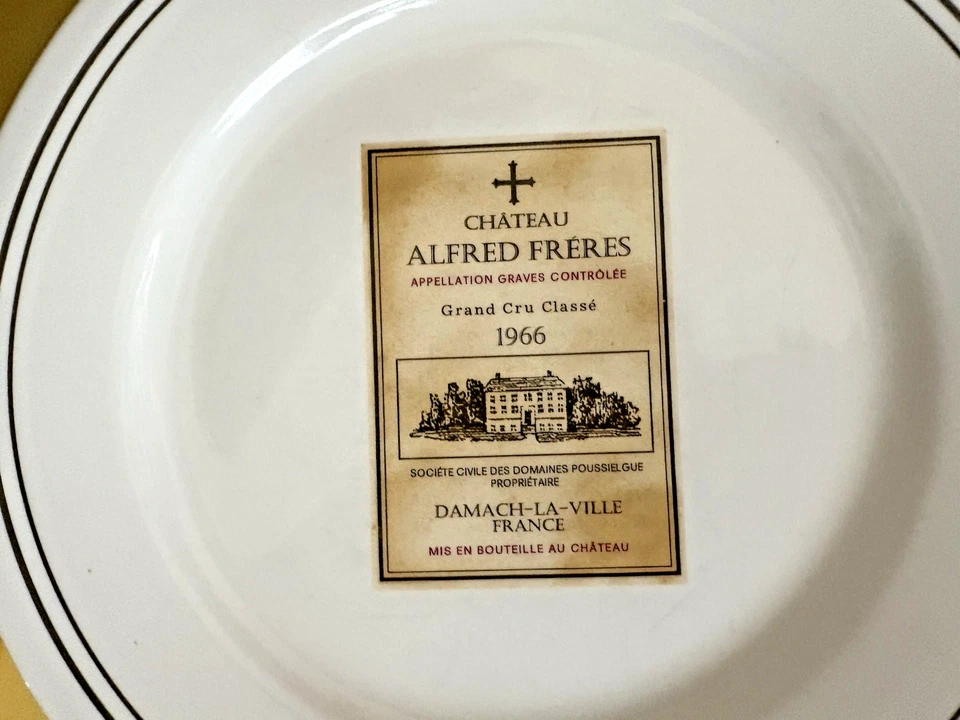 CHÂTEAU
ALFRED FRÉRES
APPELLATION GRAVES CONTRÔLÉE
Grand Cru Classé
1966
SOCIÉTE CIVILE DES DOMAINES POUSSIELGUE
PROPRIÉTAIRE
DAMACH-LA-VILLE
FRANCE
MIS EN BOUTEILLE AU CHÂTEAU